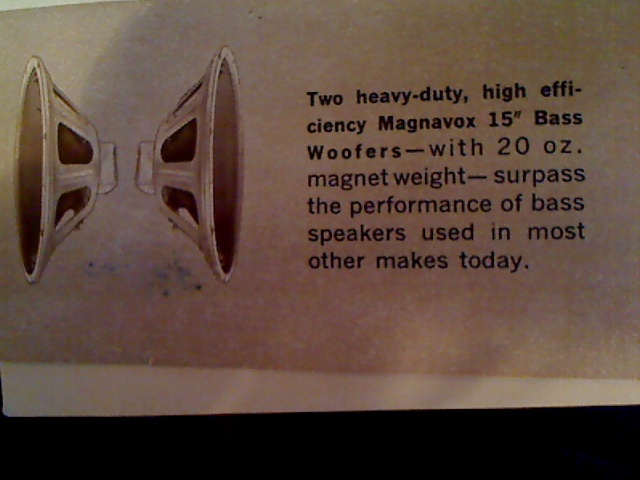 Two heavy-duty, high effi-
ciency Magnavox 15" Bass
Woofers—with 20 oz.
magnet weight— surpass
the performance of bass
speakers used in most
other makes today.